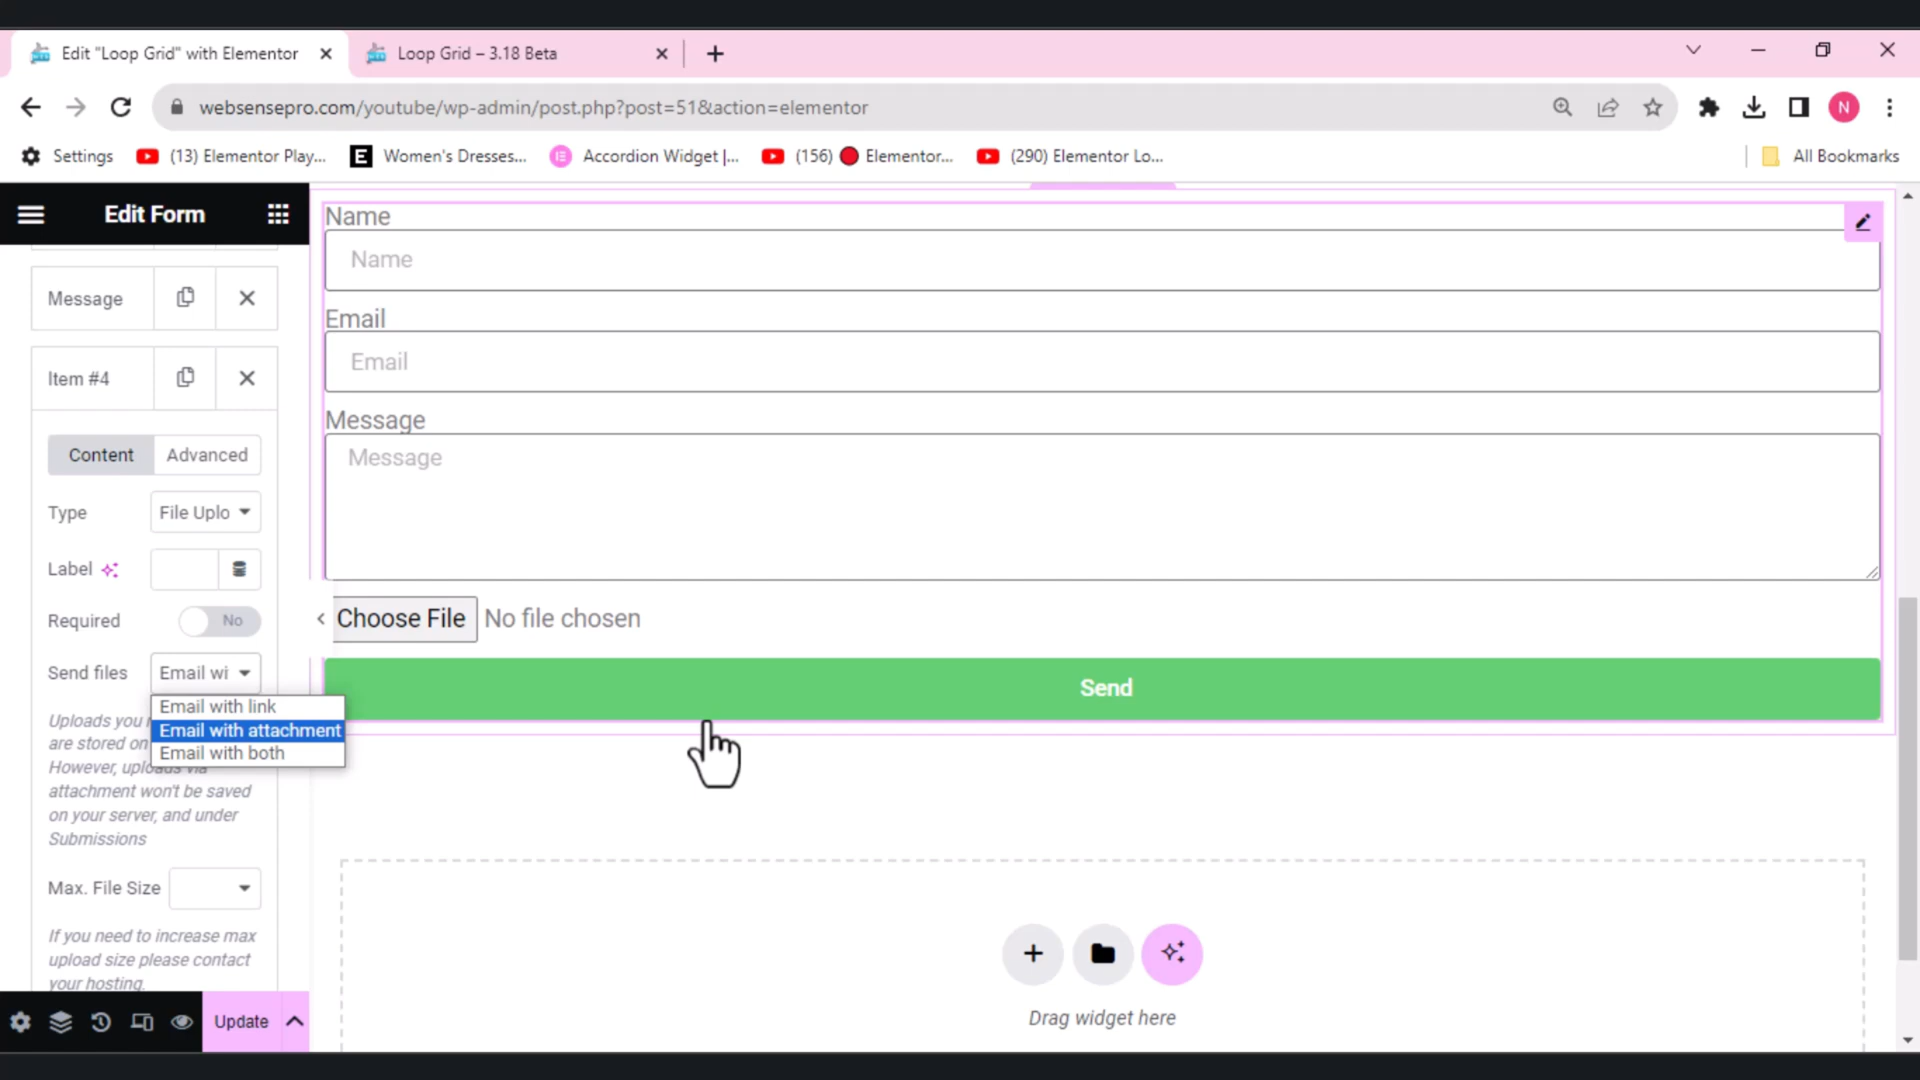 Edit "Loop Grid" with Elementor
Loop Grid – 3.18 Beta
websensepro.com/youtube/wp-admin/post.php?post=51&action=elementor
N
Settings
(13) Elementor Play...
E
Women's Dresses...
Accordion Widget |...
(156)
Elementor...
(290) Elementor Lo...
All Bookmarks
Edit Form
Message
Item #4
Content
Advanced
Type
File Uplo
Label
Required
No
Send files
Email wi
Email with link
Email with attachment
Email with both
Uploads you
are stored on
However, uploads via
attachment won't be saved
on your server, and under
Submissions
Max. File Size
If you need to increase max
upload size please contact
your hosting.
Update
Name
Name
Email
Email
Message
Message
Choose File
No file chosen
Send
Drag widget here